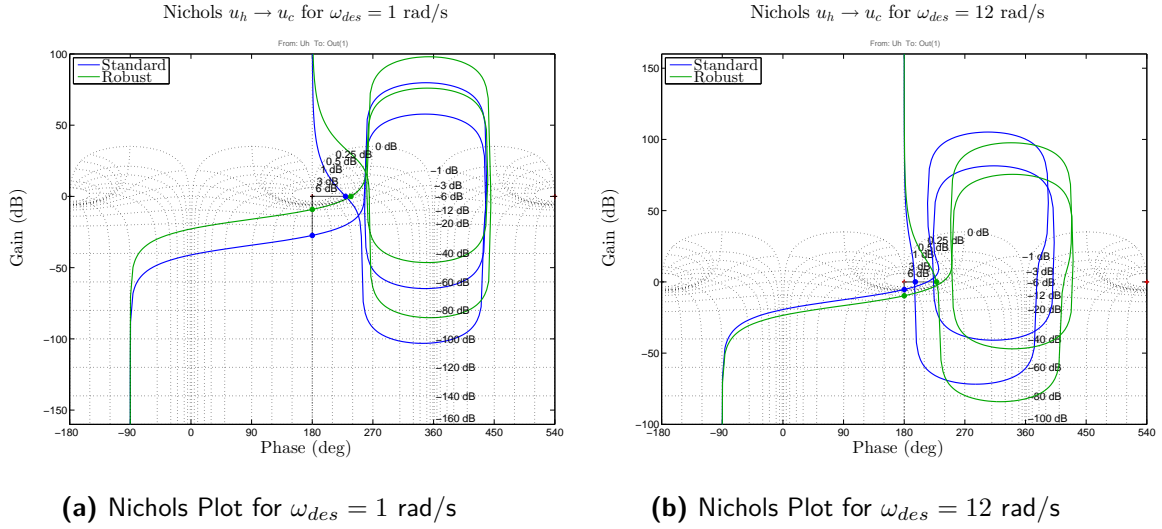 Nichols u_h → u_c for ω_des = 1 rad/s
From: Uh To: Out(1)
Standard
Robust
Gain (dB)
100
50
0
−50
−100
−150
0 dB
0.25 dB
0.5 dB
1 dB
3 dB
6 dB
−1 dB
−3 dB
−6 dB
−12 dB
−20 dB
−40 dB
−60 dB
−80 dB
−100 dB
−120 dB
−140 dB
−160 dB
−180 −90 0 90 180 270 360 450 540
Phase (deg)
(a) Nichols Plot for ω_des = 1 rad/s
Nichols u_h → u_c for ω_des = 12 rad/s
From: Uh To: Out(1)
Standard
Robust
Gain (dB)
150
100
50
0
−50
−100
0 dB
0.25 dB
0.5 dB
1 dB
3 dB
6 dB
−1 dB
−3 dB
−6 dB
−12 dB
−20 dB
−40 dB
−60 dB
−80 dB
−100 dB
−180 −90 0 90 180 270 360 450 540
Phase (deg)
(b) Nichols Plot for ω_des = 12 rad/s